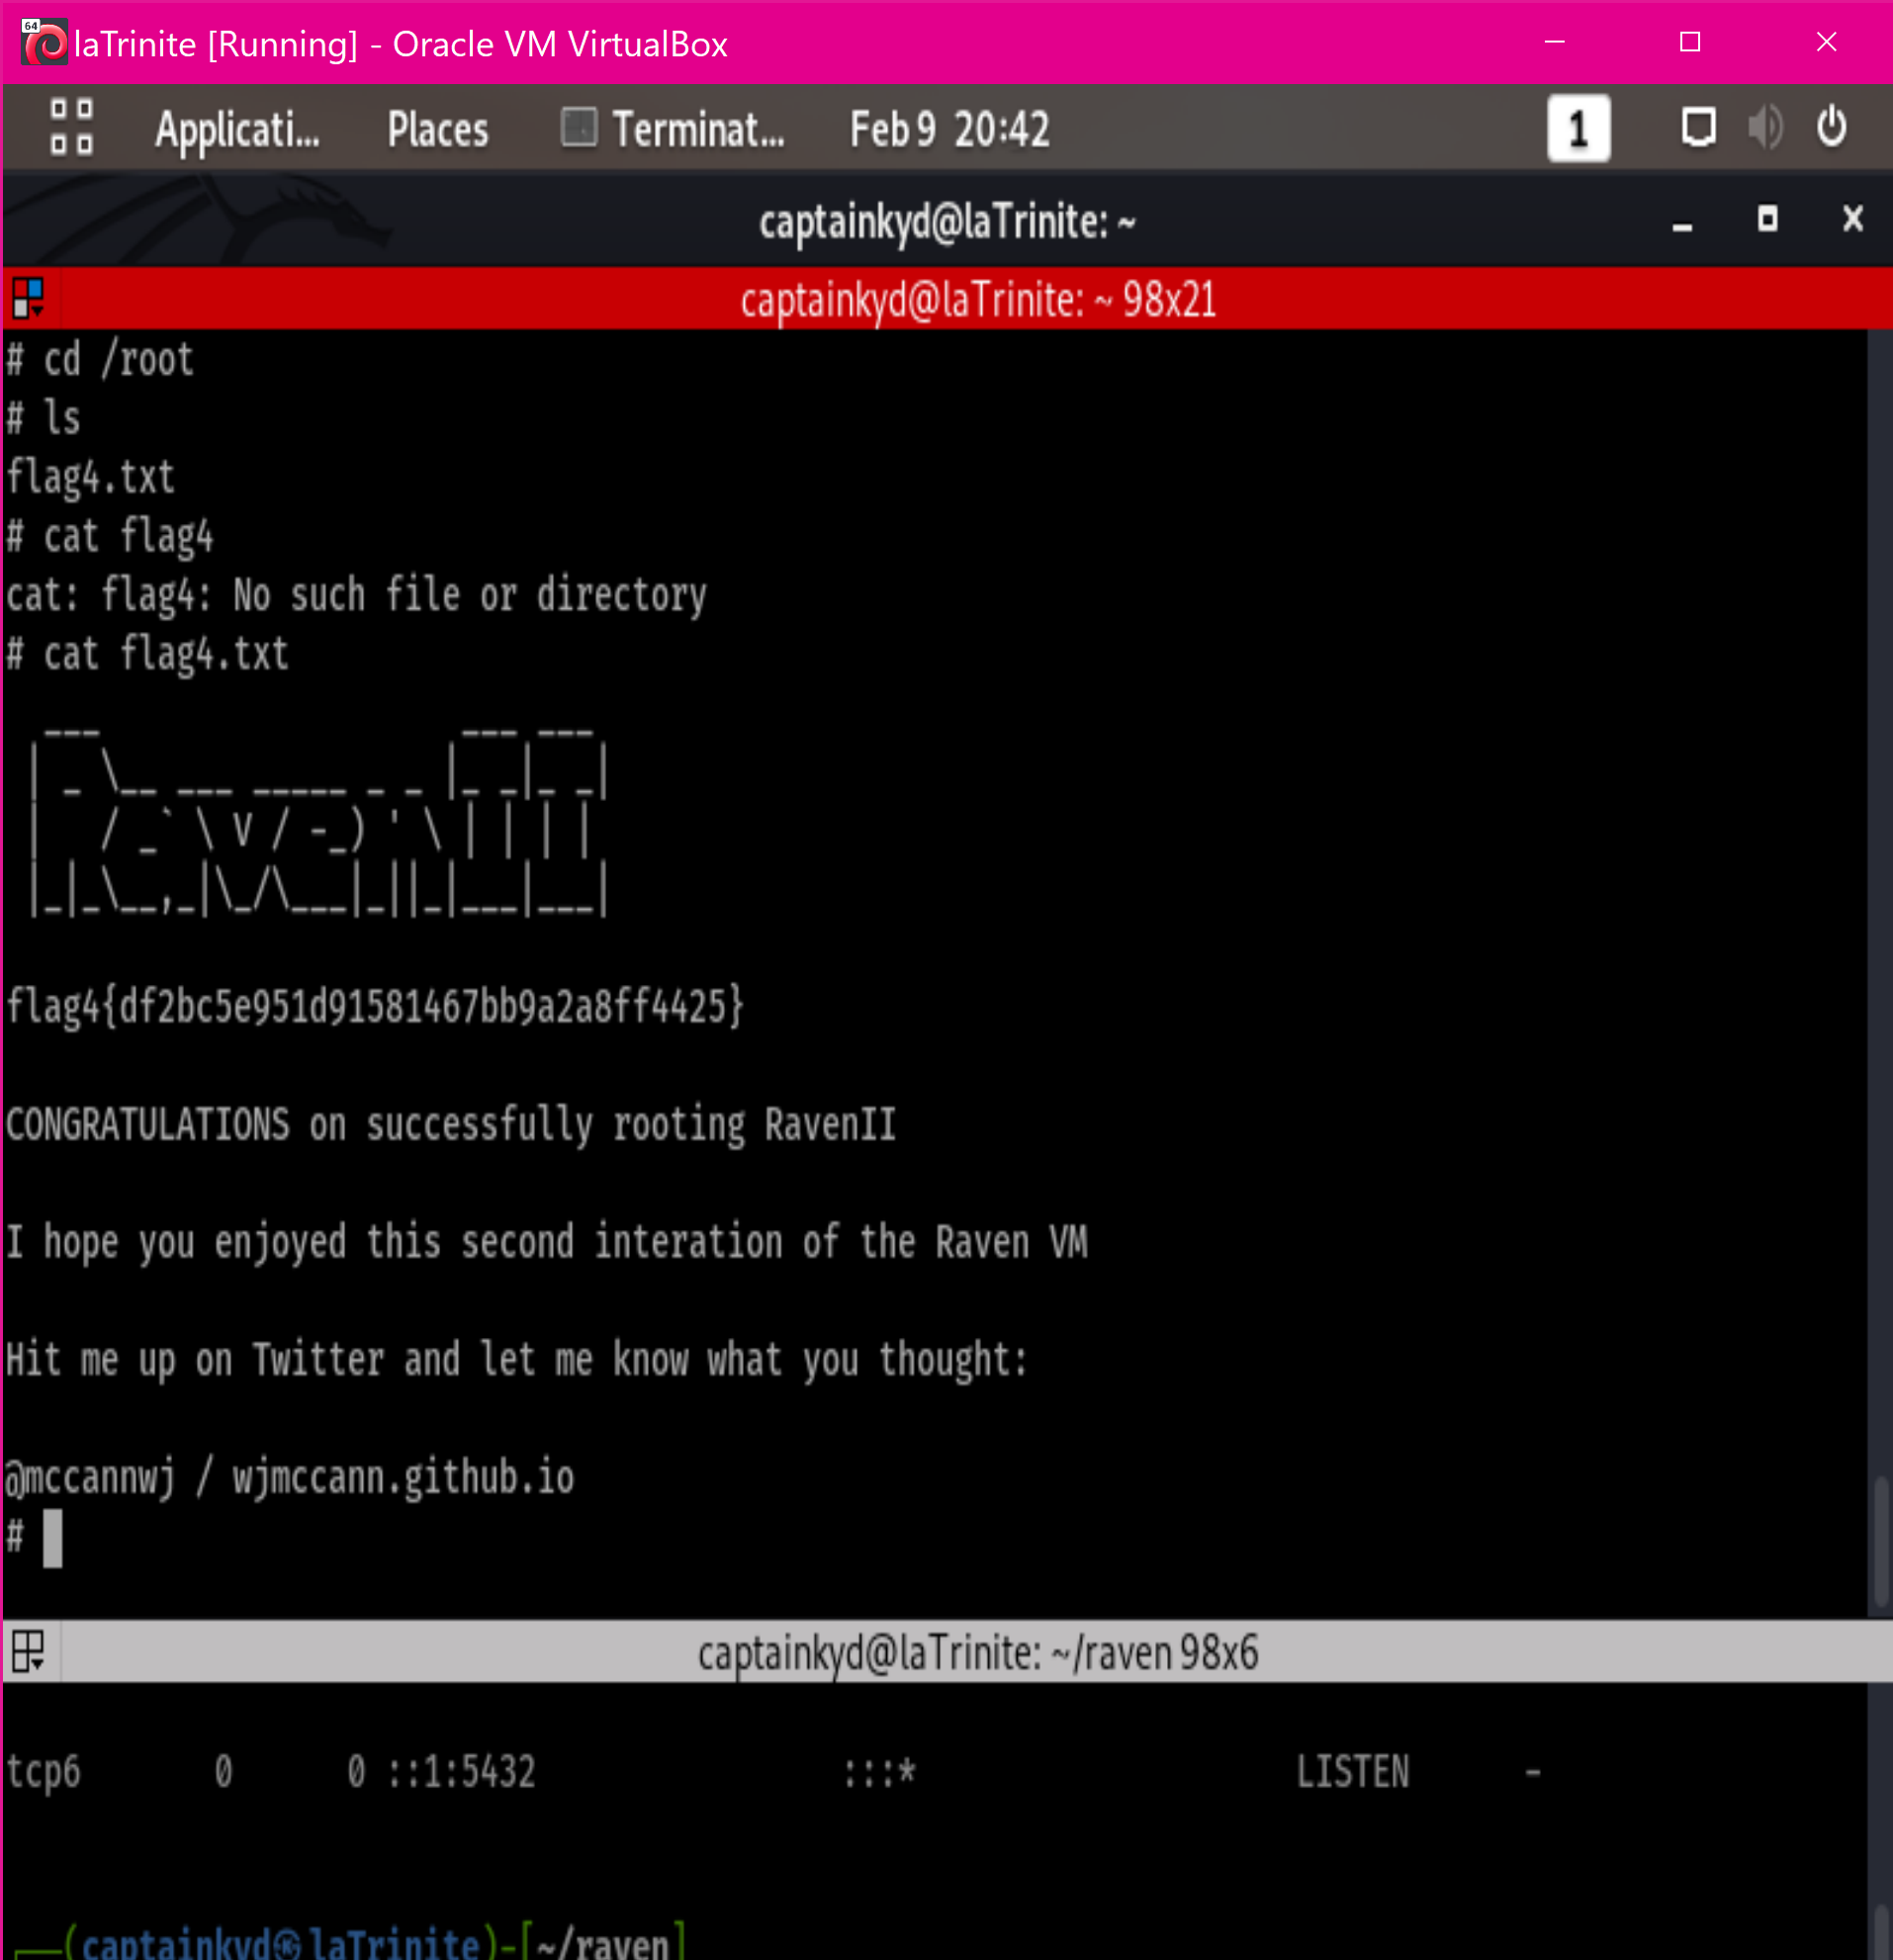 64
laTrinite [Running] - Oracle VM VirtualBox
Applicati... Places Terminat... Feb 9 20:42 1
captainkyd@laTrinite: ~
captainkyd@laTrinite: ~ 98x21
# cd /root
# ls
flag4.txt
# cat flag4
cat: flag4: No such file or directory
# cat flag4.txt
  ___                   ___ ___
 | _ \__ ___ _____ _ _ |_ _|_ _|
 |   / _` \ V / -_) ' \ | | | |
 |_|_\__,_|\_/\___|_||_|___|___|
flag4{df2bc5e951d91581467bb9a2a8ff4425}
CONGRATULATIONS on successfully rooting RavenII
I hope you enjoyed this second interation of the Raven VM
Hit me up on Twitter and let me know what you thought:
@mccannwj / wjmccann.github.io
#
captainkyd@laTrinite: ~/raven 98x6
tcp6       0      0 ::1:5432                :::*                    LISTEN      -
┌──(captainkyd㉿laTrinite)-[~/raven]